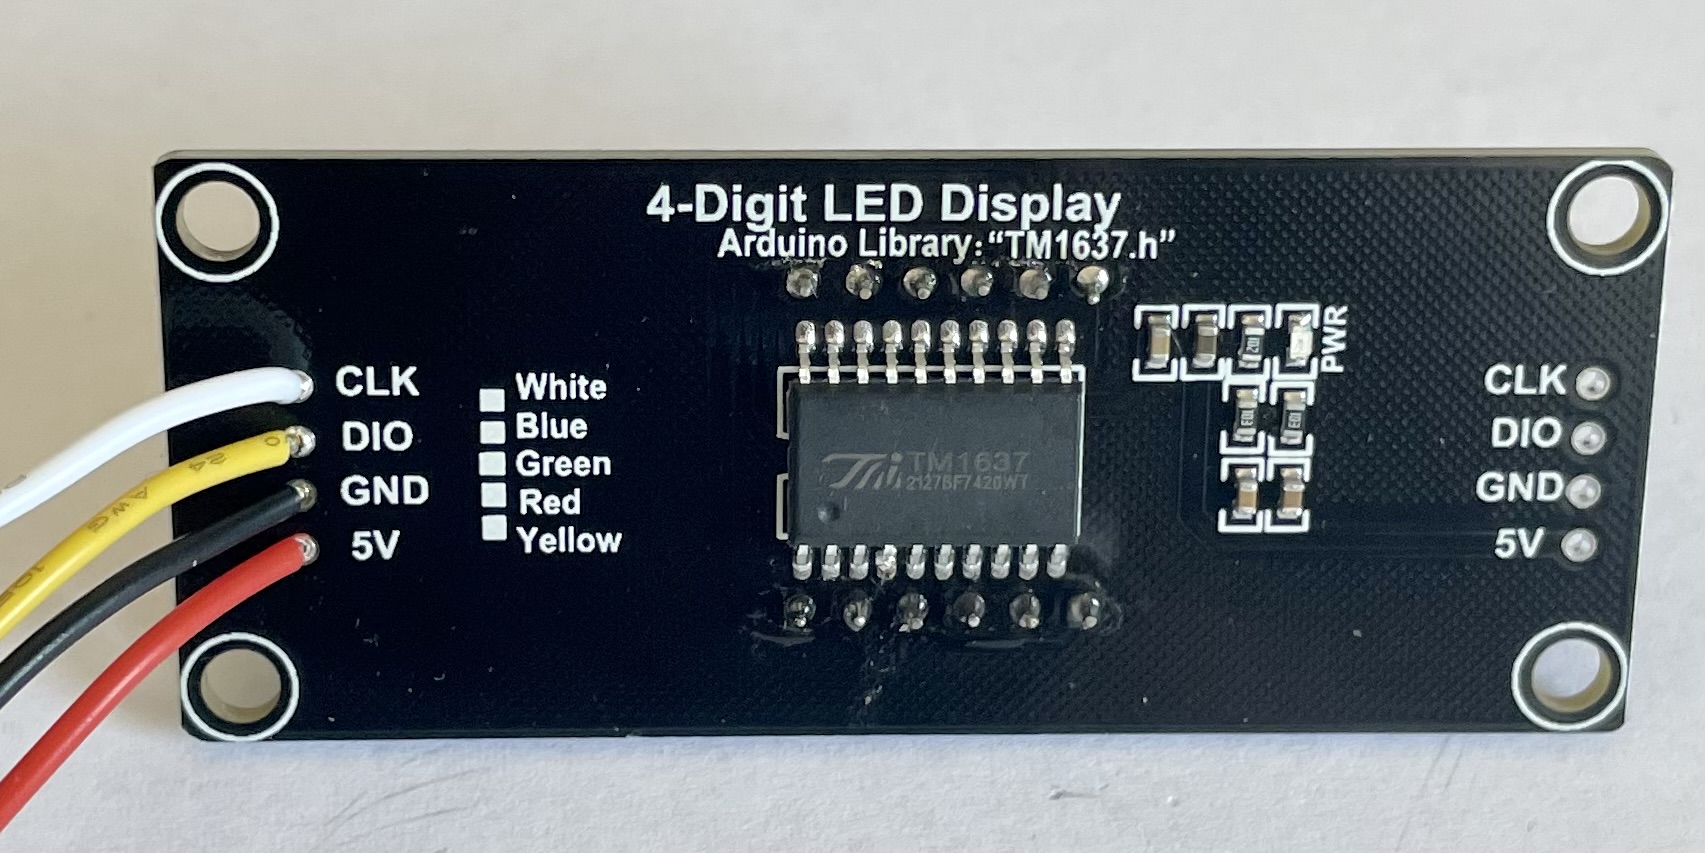 4-Digit LED Display
Arduino Library:“TM1637.h”
PWR
CLK
DIO
GND
5V
White
Blue
Green
Red
Yellow
TM1637
2127BF7420WT
CLK
DIO
GND
5V